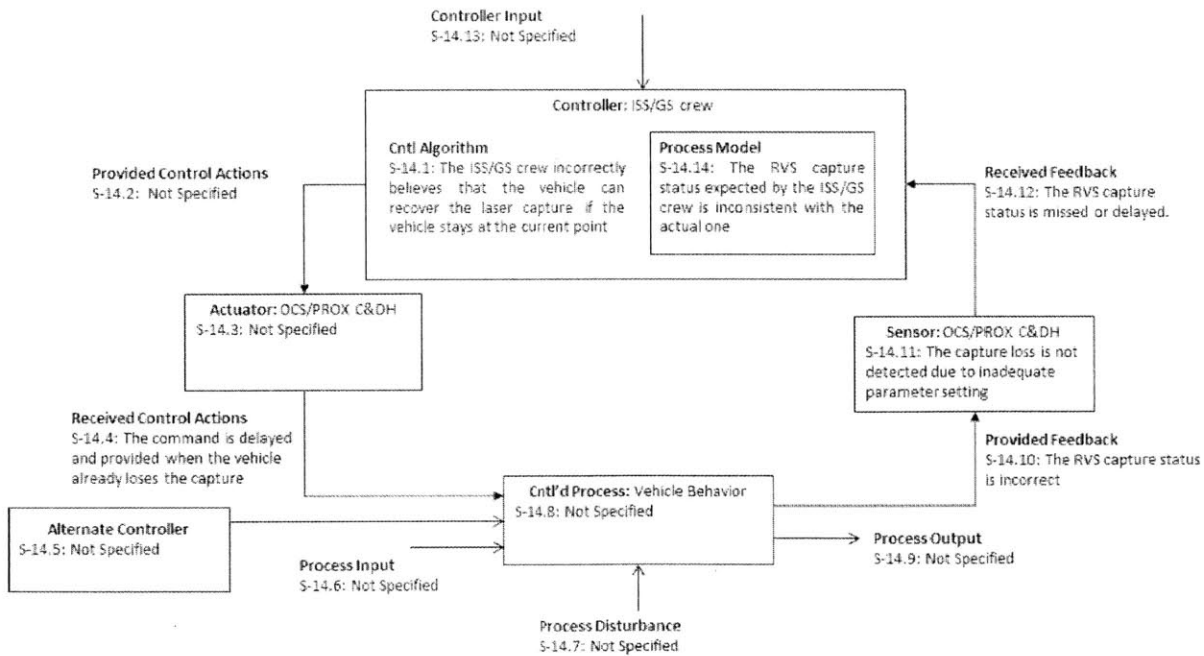 Controller Input
S-14.13: Not Specified
Controller: ISS/GS crew
Cntl Algorithm
S-14.1: The ISS/GS crew incorrectly
believes that the vehicle can
recover the laser capture if the
vehicle stays at the current point
Process Model
S-14.14: The RVS capture
status expected by the ISS/GS
crew is inconsistent with the
actual one
Provided Control Actions
S-14.2: Not Specified
Received Feedback
S-14.12: The RVS capture
status is missed or delayed.
Actuator: OCS/PROX C&DH
S-14.3: Not Specified
Sensor: OCS/PROX C&DH
S-14.11: The capture loss is not
detected due to inadequate
parameter setting
Received Control Actions
S-14.4: The command is delayed
and provided when the vehicle
already loses the capture
Provided Feedback
S-14.10: The RVS capture status
is incorrect
Cntl'd Process: Vehicle Behavior
S-14.8: Not Specified
Alternate Controller
S-14.5: Not Specified
Process Input
S-14.6: Not Specified
Process Output
S-14.9: Not Specified
Process Disturbance
S-14.7: Not Specified